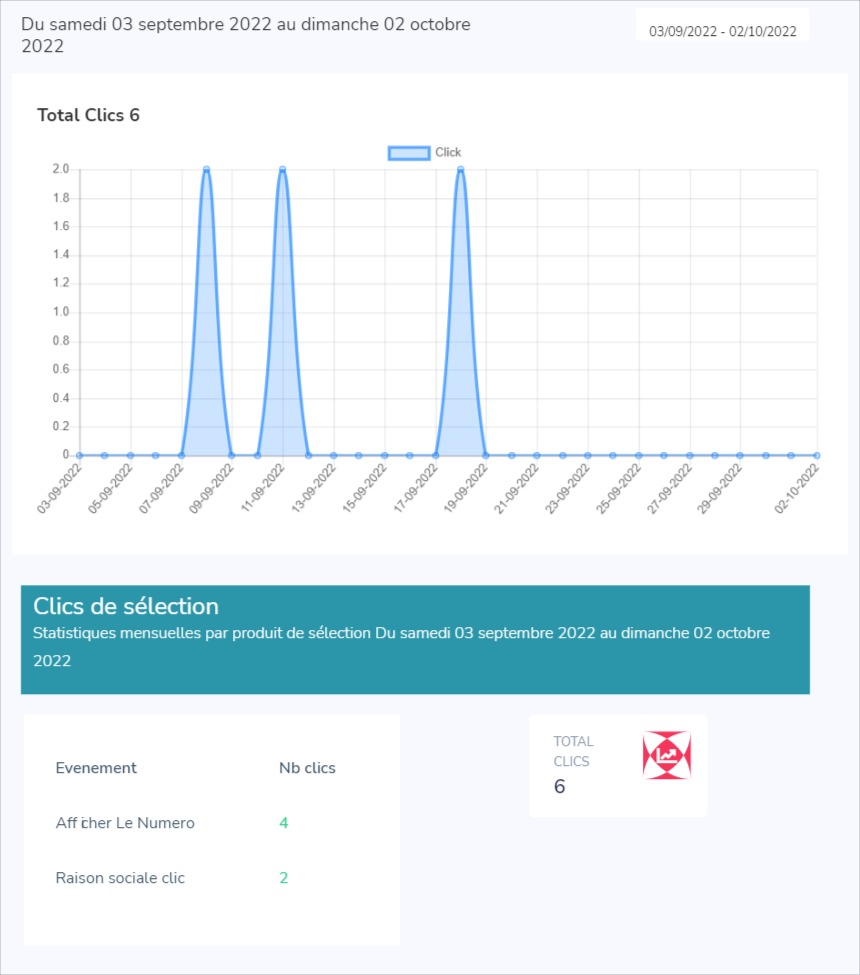 Du samedi 03 septembre 2022 au dimanche 02 octobre
2022
03/09/2022 - 02/10/2022
Total Clics 6
Click
2.0
1.8
1.6
1.4
1.2
1.0
0.8
0.6
0.4
0.2
0
03-09-2022
05-09-2022
07-09-2022
09-09-2022
11-09-2022
13-09-2022
15-09-2022
17-09-2022
19-09-2022
21-09-2022
23-09-2022
25-09-2022
27-09-2022
29-09-2022
02-10-2022
Clics de sélection
Statistiques mensuelles par produit de sélection Du samedi 03 septembre 2022 au dimanche 02 octobre
2022
Evenement Nb clics
Afficher Le Numero 4
Raison sociale clic 2
TOTAL
CLICS
6